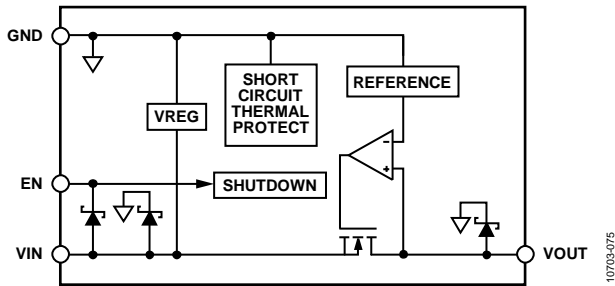 GND
VREG
SHORT
CIRCUIT
THERMAL
PROTECT
REFERENCE
–
+
EN
SHUTDOWN
VIN
VOUT
10703-075